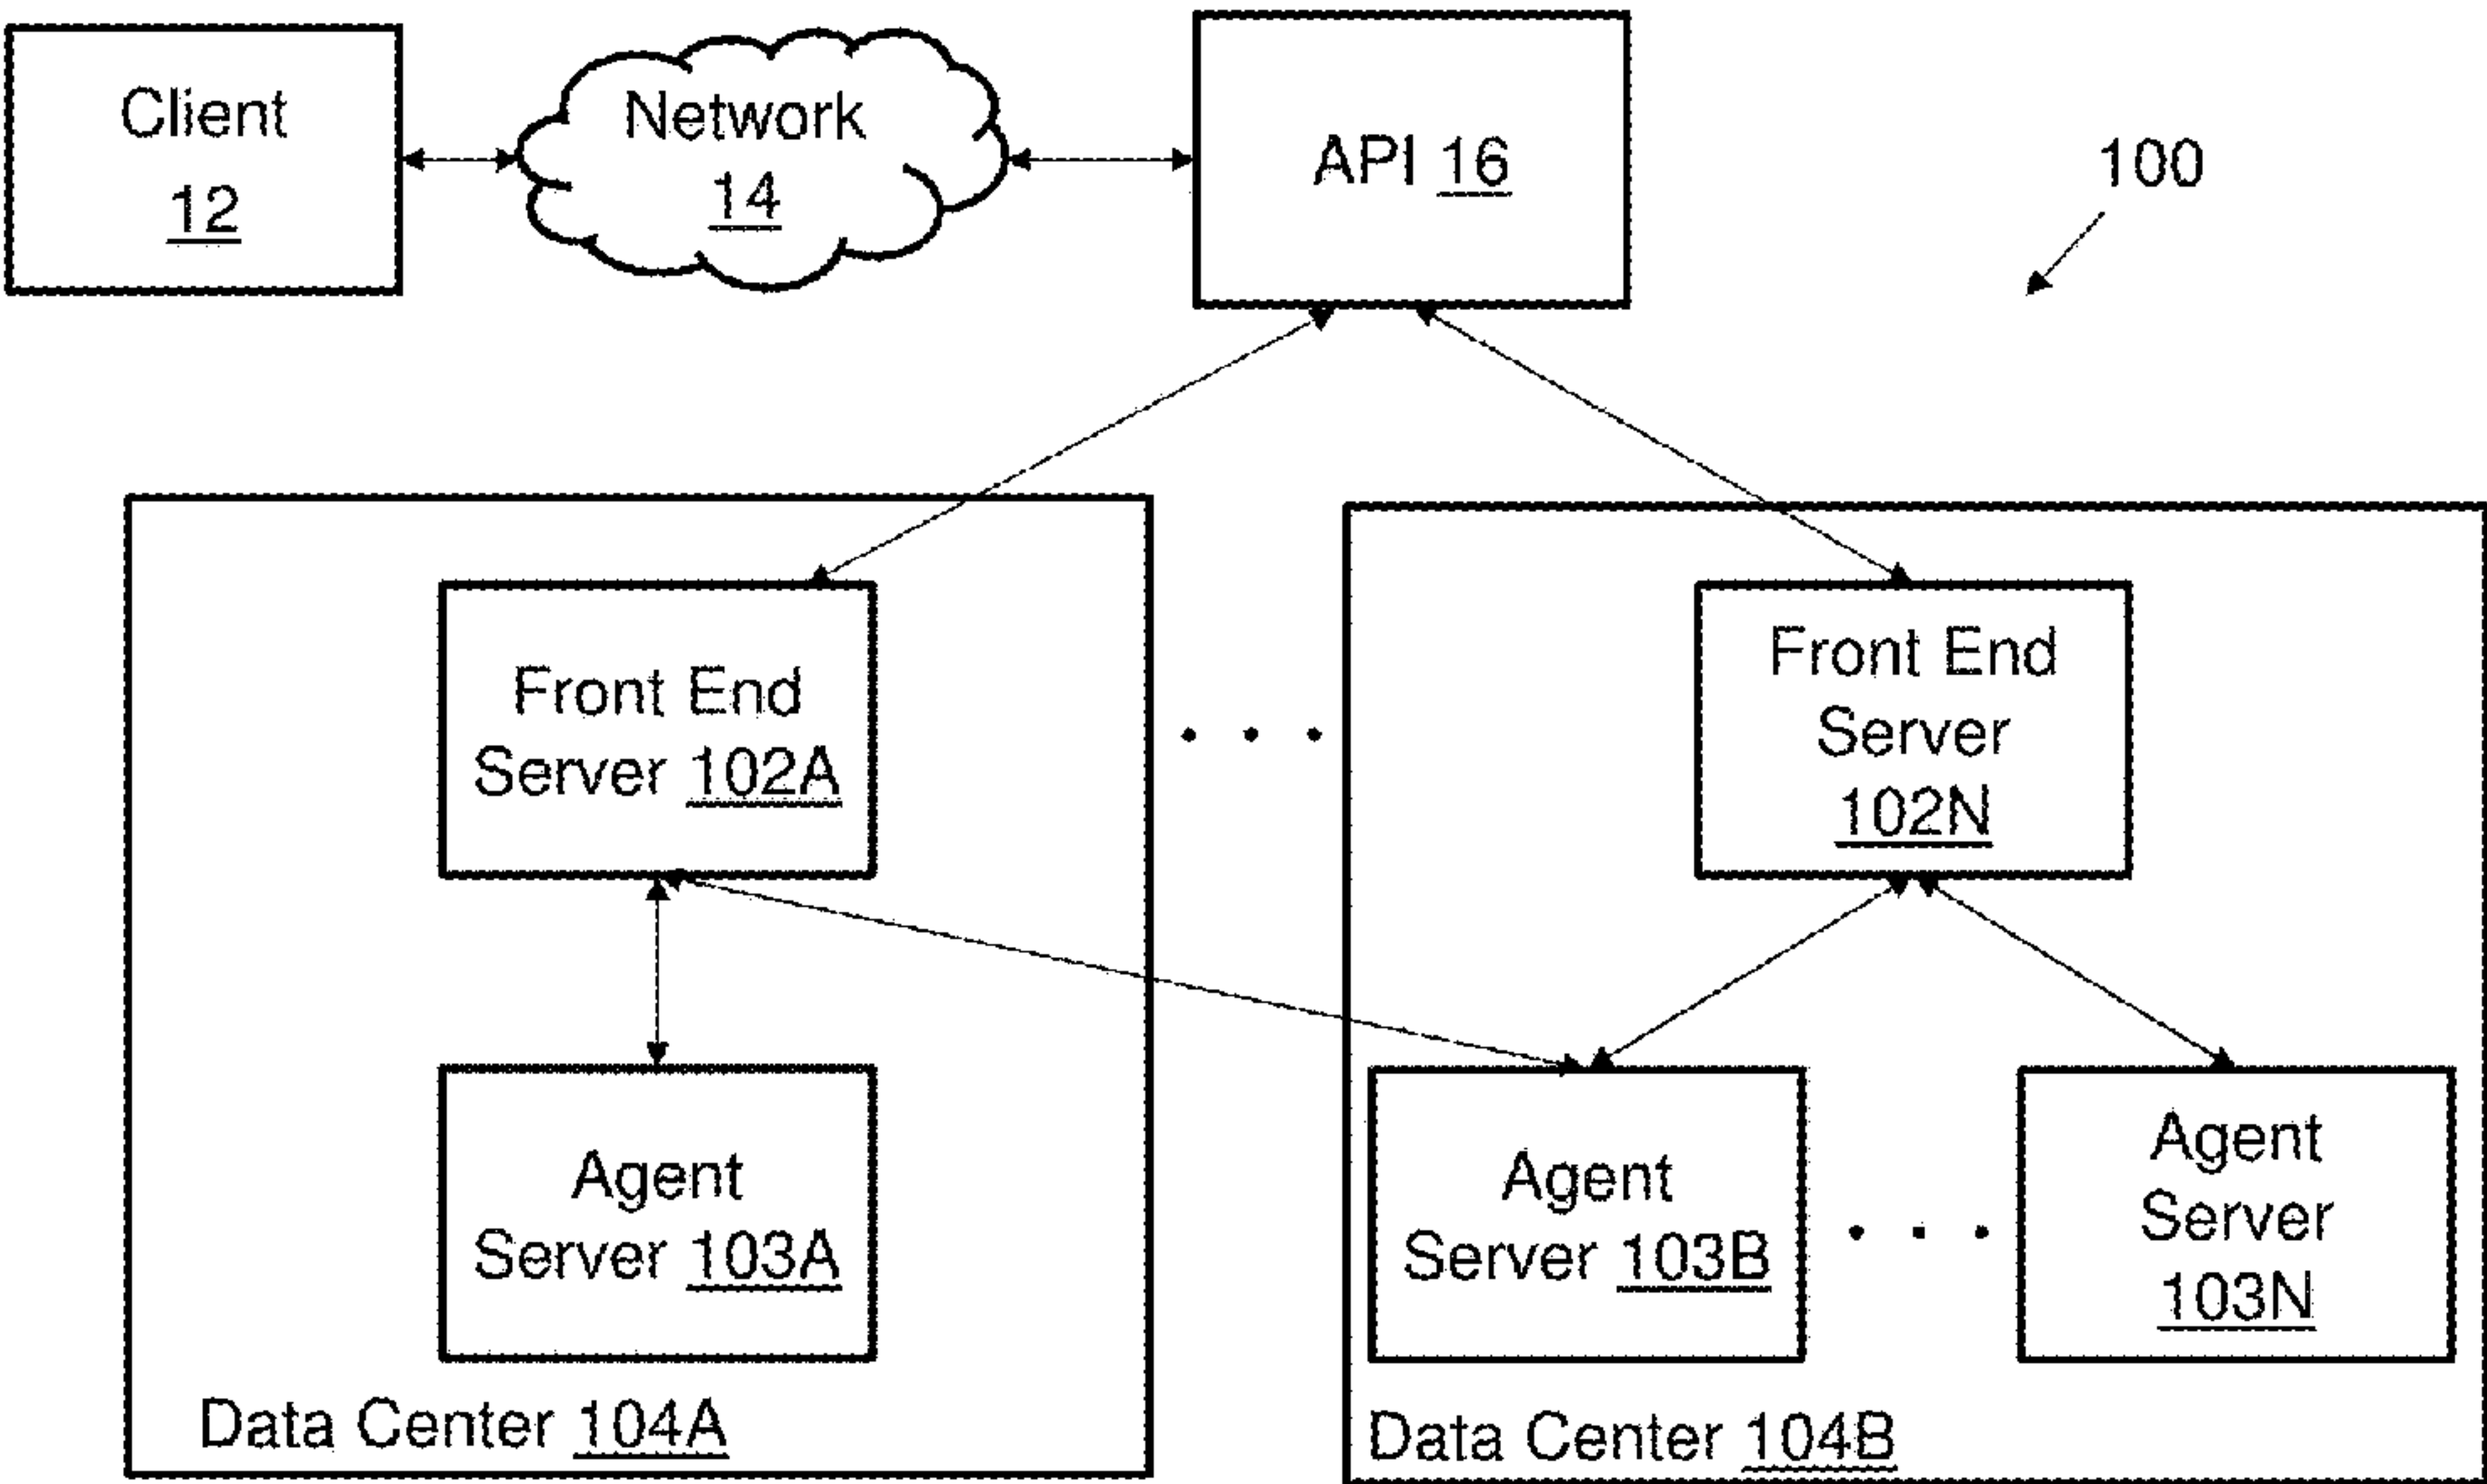 Client
12
Network
14
API 16
100
Front End
Server 102A
Front End
Server
102N
Agent
Server 103A
Agent
Server 103B
Agent
Server
103N
Data Center 104A
Data Center 104B